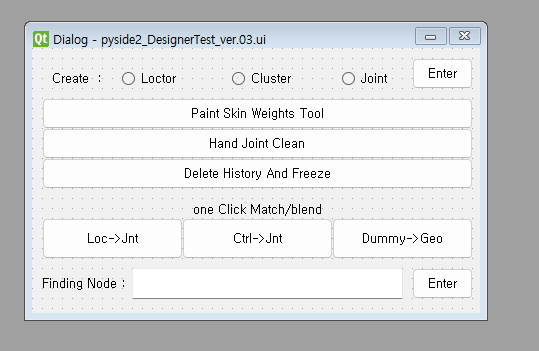 Qt Dialog - pyside2_DesignerTest_ver.03.ui
Create : Loctor Cluster Joint Enter
Paint Skin Weights Tool
Hand Joint Clean
Delete History And Freeze
one Click Match/blend
Loc->Jnt Ctrl->Jnt Dummy->Geo
Finding Node : Enter